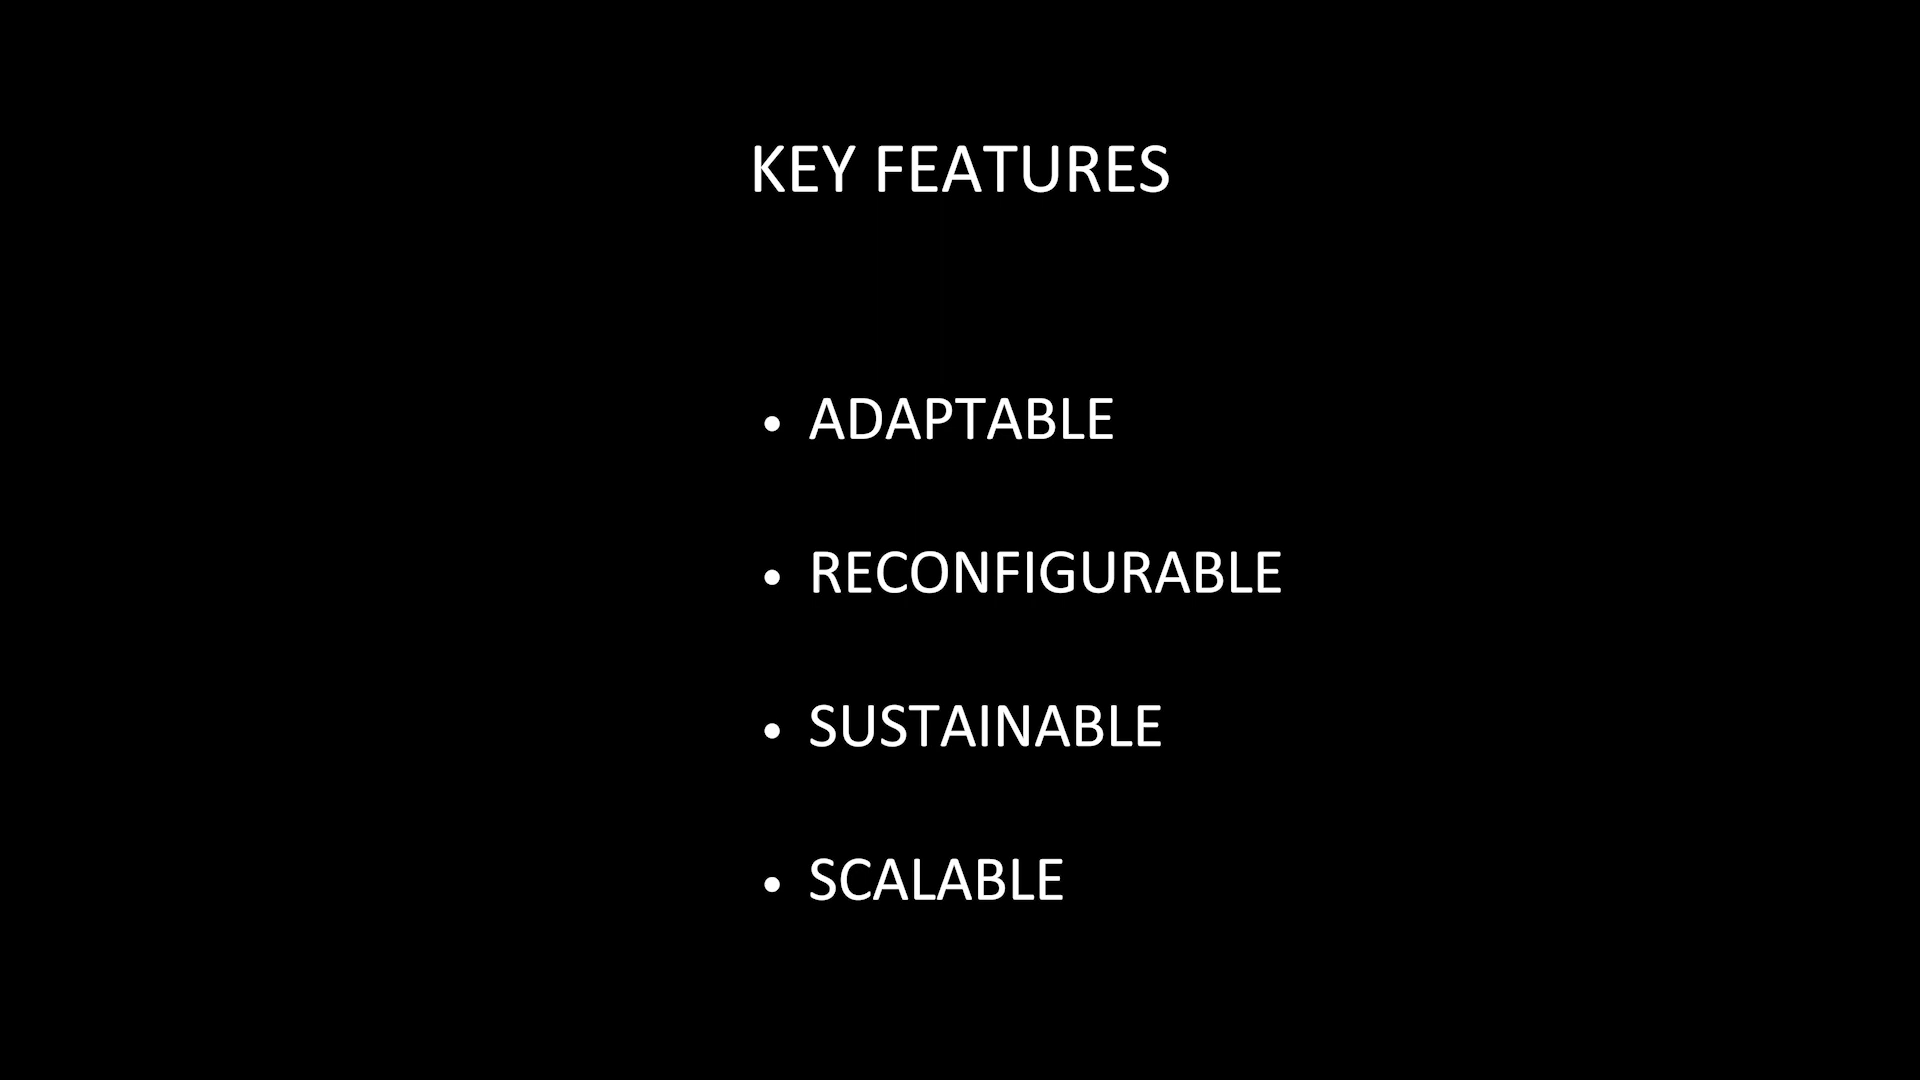 KEY FEATURES
• ADAPTABLE
• RECONFIGURABLE
• SUSTAINABLE
• SCALABLE